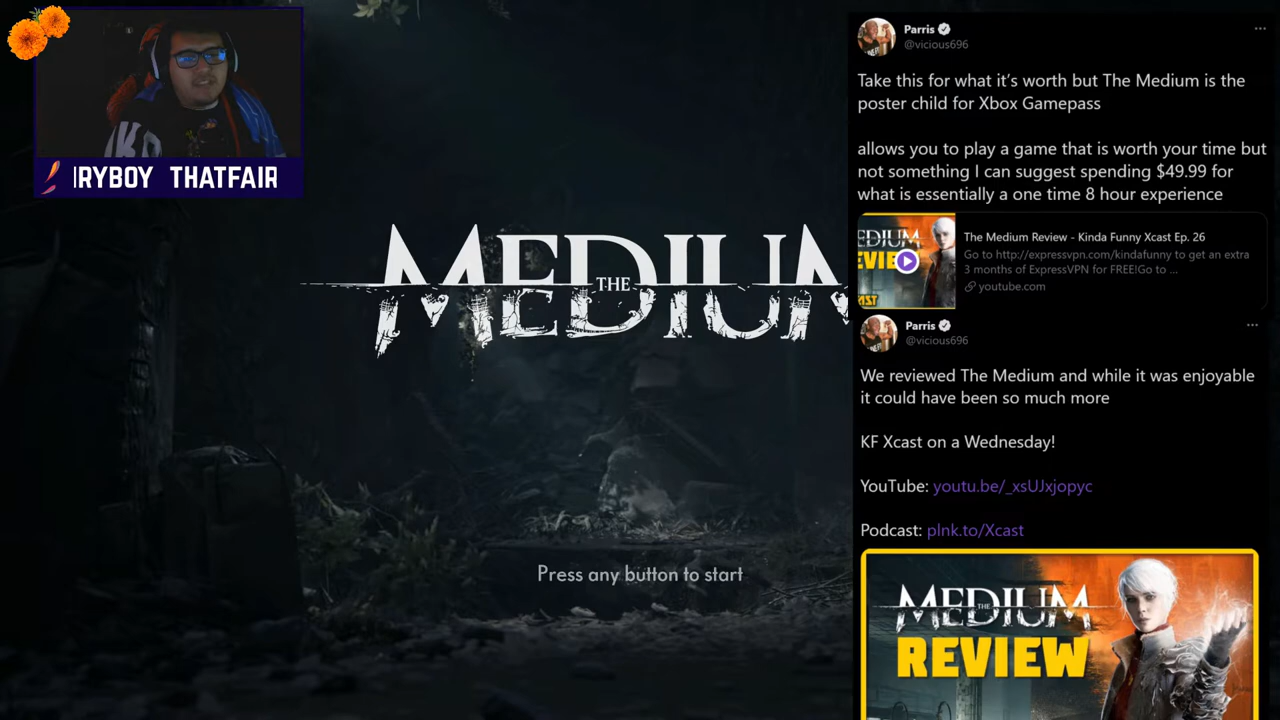 IRYBOY THATFAIR
THE
MEDIUM
Press any button to start
Parris
@vicious696
Take this for what it’s worth but The Medium is the
poster child for Xbox Gamepass
allows you to play a game that is worth your time but
not something I can suggest spending $49.99 for
what is essentially a one time 8 hour experience
EDIUM
VIE
AST
The Medium Review - Kinda Funny Xcast Ep. 26
Go to http://expressvpn.com/kindafunny to get an extra
3 months of ExpressVPN for FREE!Go to ...
youtube.com
Parris
@vicious696
We reviewed The Medium and while it was enjoyable
it could have been so much more
KF Xcast on a Wednesday!
YouTube: youtu.be/_xsUJxjopyc
Podcast: plnk.to/Xcast
THE
MEDIUM
REVIEW